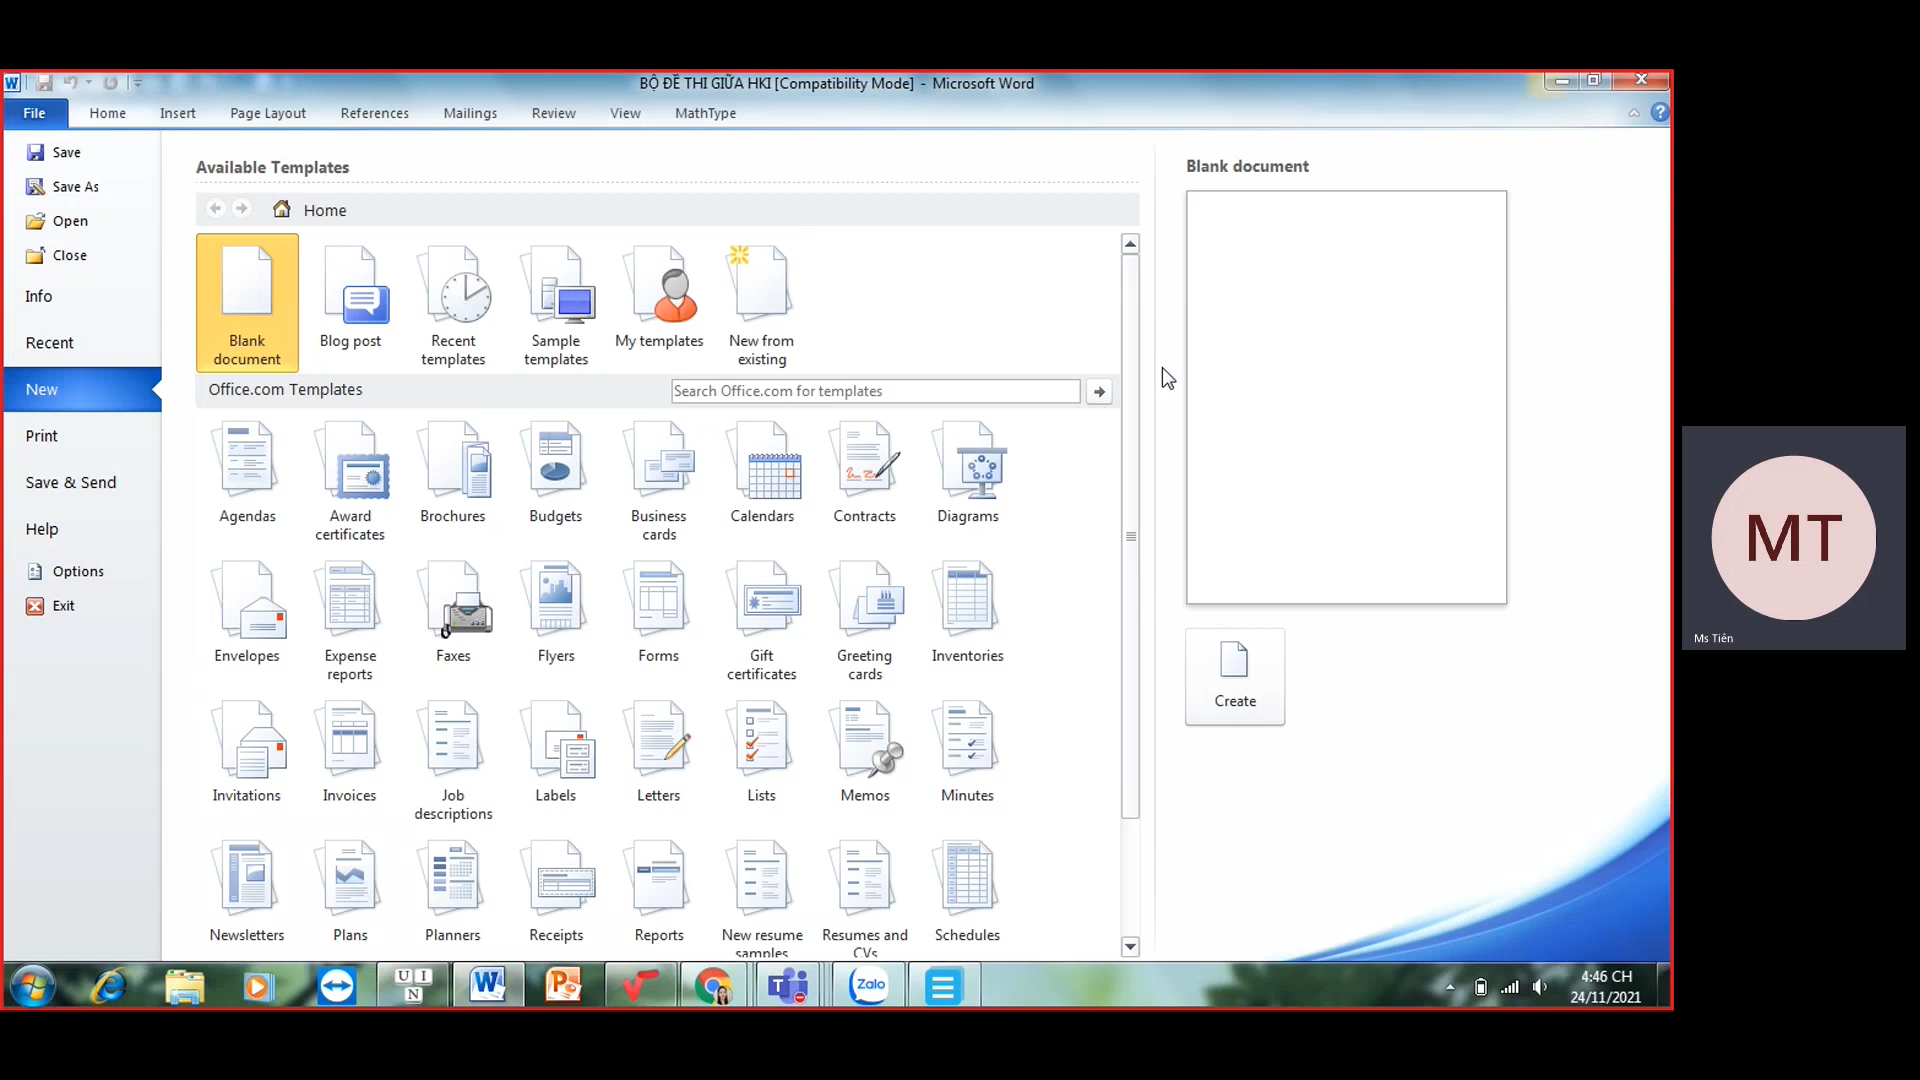 BỘ ĐỀ THI GIỮA HKI [Compatibility Mode] - Microsoft Word
File Home Insert Page Layout References Mailings Review View MathType
Save
Save As
Open
Close
Info
Recent
New
Print
Save & Send
Help
Options
Exit
Available Templates
Home
Blank document
Blog post
Recent templates
Sample templates
My templates
New from existing
Office.com Templates
Search Office.com for templates
Agendas
Award certificates
Brochures
Budgets
Business cards
Calendars
Contracts
Diagrams
Envelopes
Expense reports
Faxes
Flyers
Forms
Gift certificates
Greeting cards
Inventories
Invitations
Invoices
Job descriptions
Labels
Letters
Lists
Memos
Minutes
Newsletters
Plans
Planners
Receipts
Reports
New resume samples
Resumes and CVs
Schedules
Blank document
Create
MT
Ms Tiên
U I N
Zalo
4:46 CH
24/11/2021